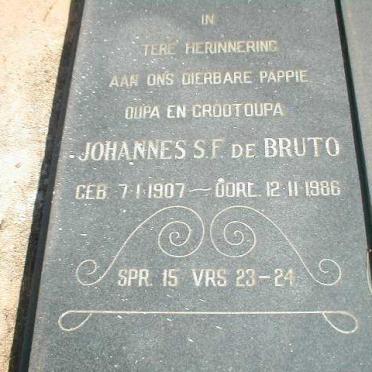 IN
TERE HERINNERING
AAN ONS DIERBARE PAPPIE
OUPA EN GROOTOUPA
JOHANNES S.F. DE BRUTO
GEB. 7·1·1907 — OORL. 12·11·1986
SPR. 15 VRS 23-24